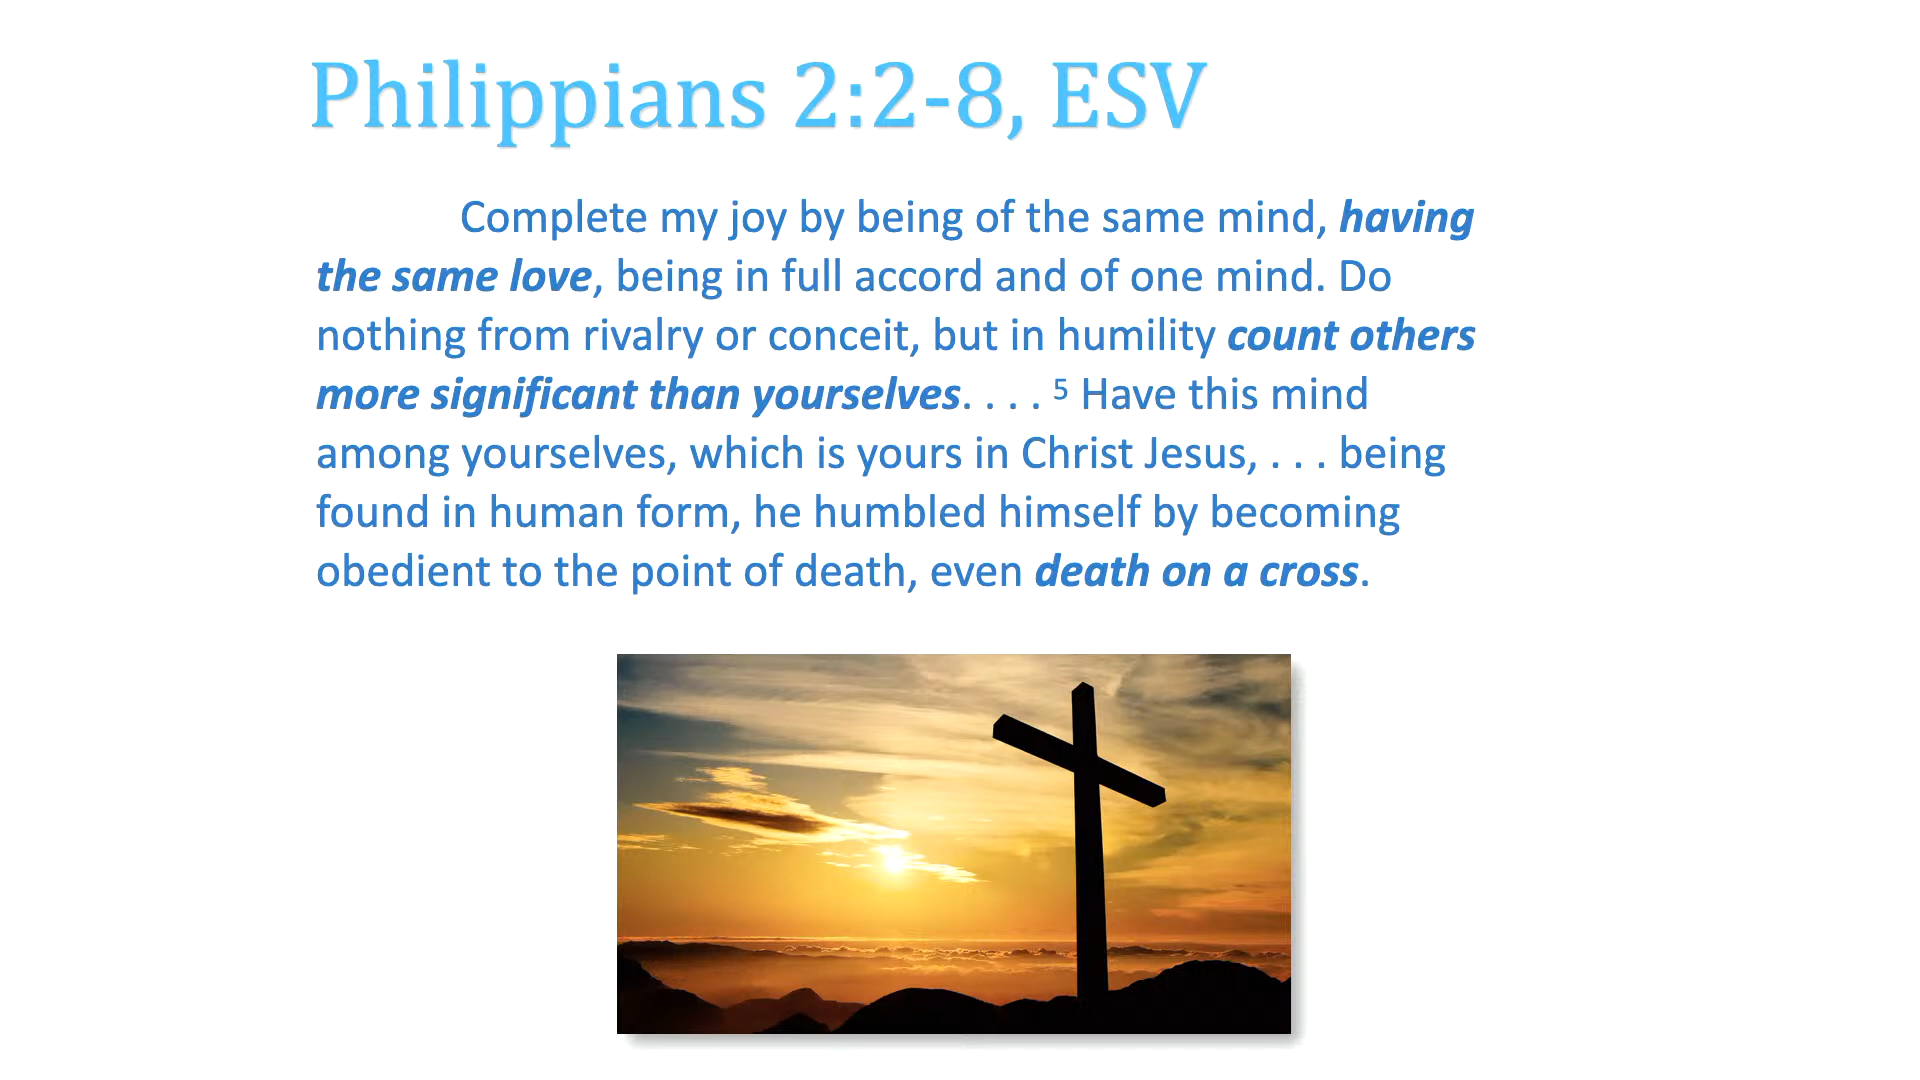 Philippians 2:2-8, ESV
Complete my joy by being of the same mind, having
the same love, being in full accord and of one mind. Do
nothing from rivalry or conceit, but in humility count others
more significant than yourselves. . . . ⁵ Have this mind
among yourselves, which is yours in Christ Jesus, . . . being
found in human form, he humbled himself by becoming
obedient to the point of death, even death on a cross.